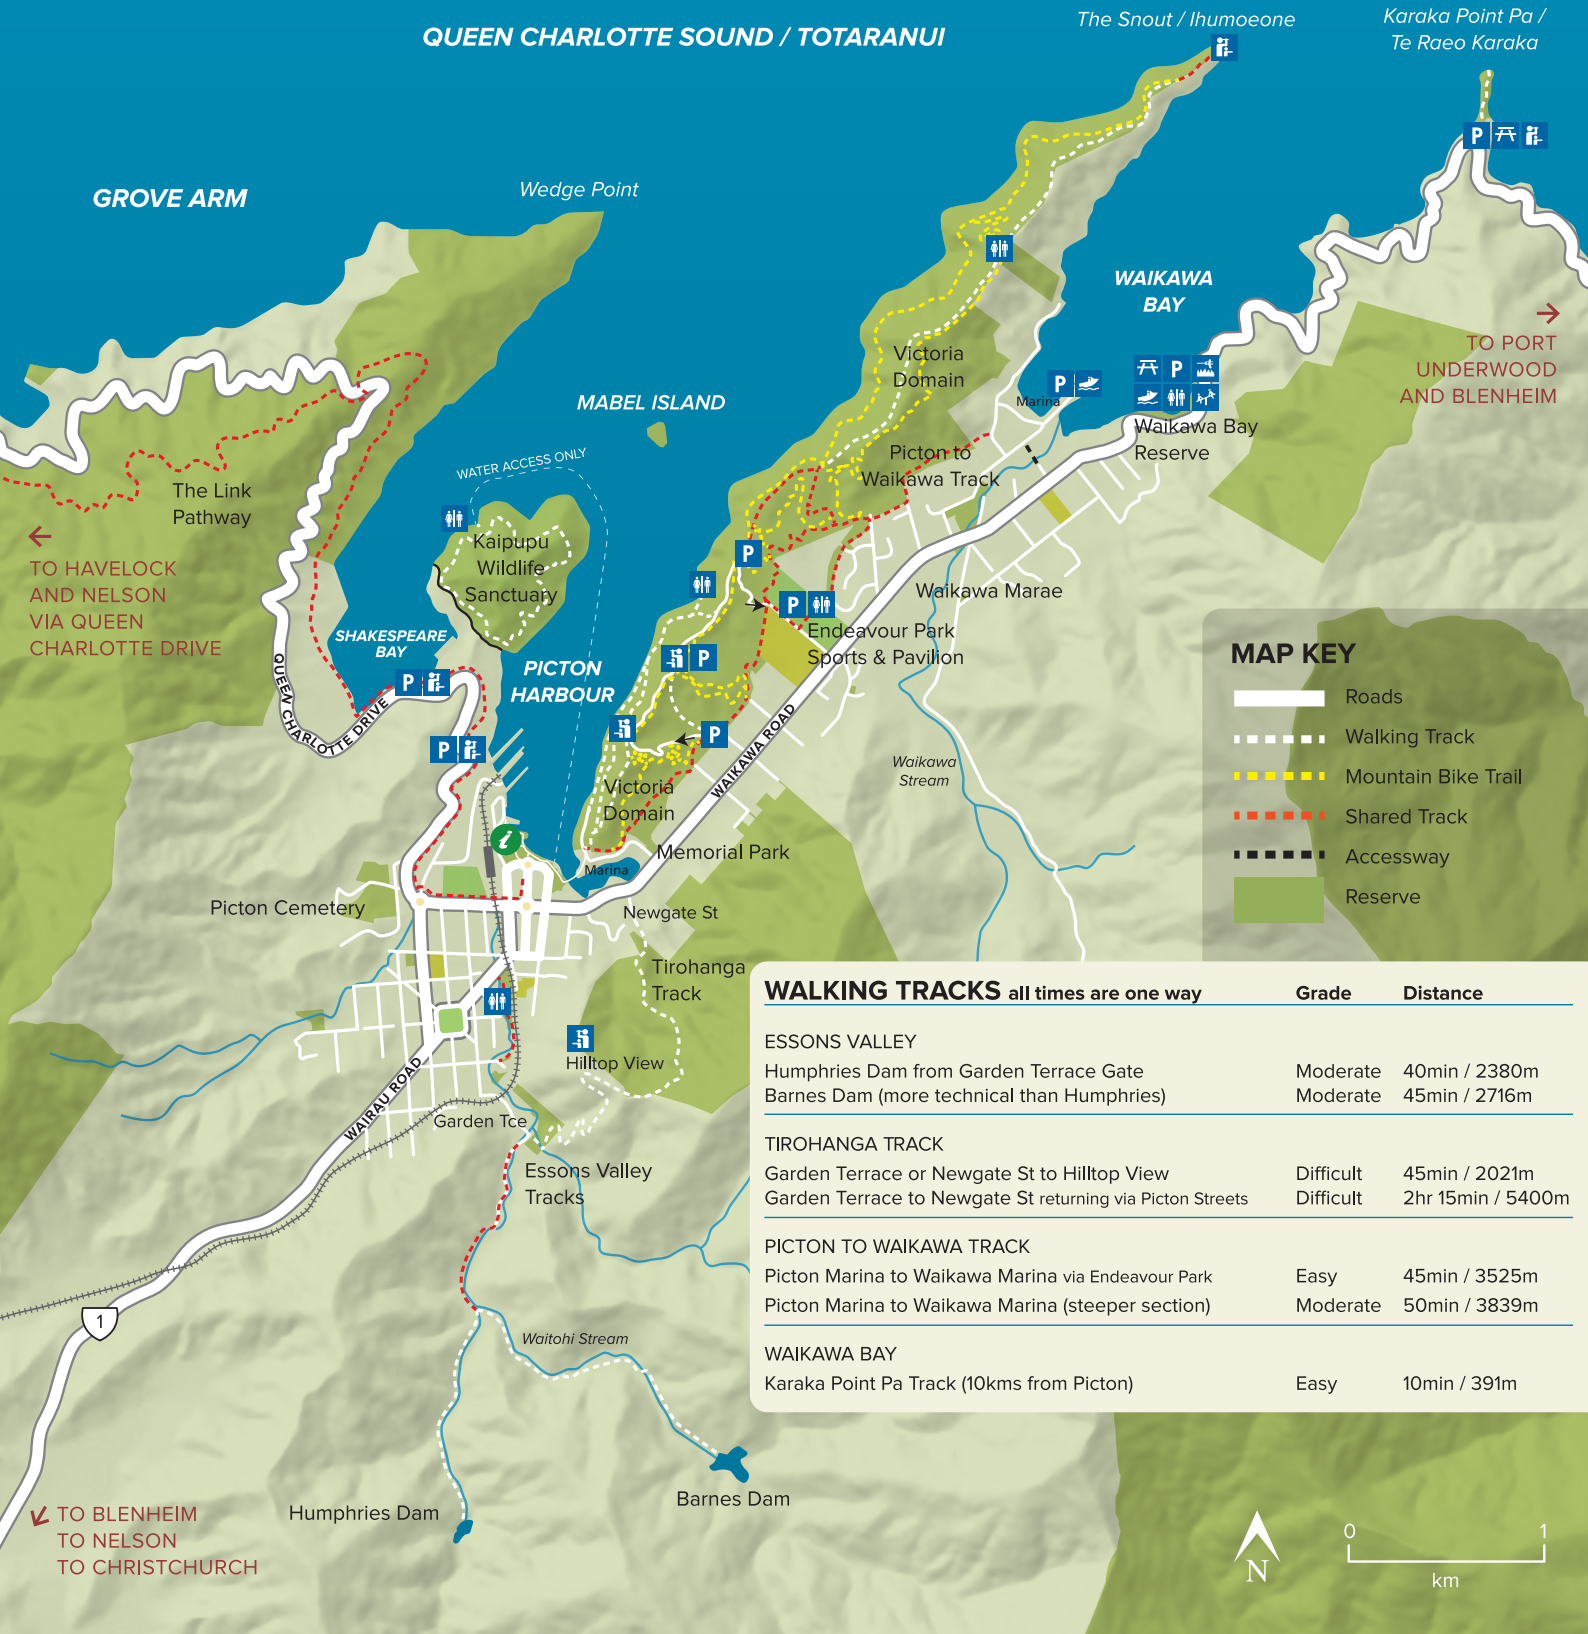 QUEEN CHARLOTTE SOUND / TOTARANUI
The Snout / Ihumoeone
Karaka Point Pa /
Te Raeo Karaka
GROVE ARM
Wedge Point
WAIKAWA
BAY
TO PORT
UNDERWOOD
AND BLENHEIM
Victoria
Domain
MABEL ISLAND
P
P
P
Marina
Waikawa Bay
Reserve
WATER ACCESS ONLY
Picton to
Waikawa Track
The Link
Pathway
Kaipupu
Wildlife
Sanctuary
TO HAVELOCK
AND NELSON
VIA QUEEN
CHARLOTTE DRIVE
P
Waikawa Marae
P
SHAKESPEARE
BAY
Endeavour Park
Sports & Pavilion
PICTON
HARBOUR
P
P
QUEEN CHARLOTTE DRIVE
P
P
WAIKAWA ROAD
Waikawa
Stream
MAP KEY
Roads
Walking Track
Mountain Bike Trail
Shared Track
Accessway
Reserve
Victoria
Domain
i
Memorial Park
Marina
Picton Cemetery
Newgate St
Tirohanga
Track
Hilltop View
WAIRAU ROAD
Garden Tce
Essons Valley
Tracks
1
Waitohi Stream
Humphries Dam
Barnes Dam
TO BLENHEIM
TO NELSON
TO CHRISTCHURCH
WALKING TRACKS all times are one way Grade Distance
ESSONS VALLEY
Humphries Dam from Garden Terrace Gate Moderate 40min / 2380m
Barnes Dam (more technical than Humphries) Moderate 45min / 2716m
TIROHANGA TRACK
Garden Terrace or Newgate St to Hilltop View Difficult 45min / 2021m
Garden Terrace to Newgate St returning via Picton Streets Difficult 2hr 15min / 5400m
PICTON TO WAIKAWA TRACK
Picton Marina to Waikawa Marina via Endeavour Park Easy 45min / 3525m
Picton Marina to Waikawa Marina (steeper section) Moderate 50min / 3839m
WAIKAWA BAY
Karaka Point Pa Track (10kms from Picton) Easy 10min / 391m
N
0 1
km